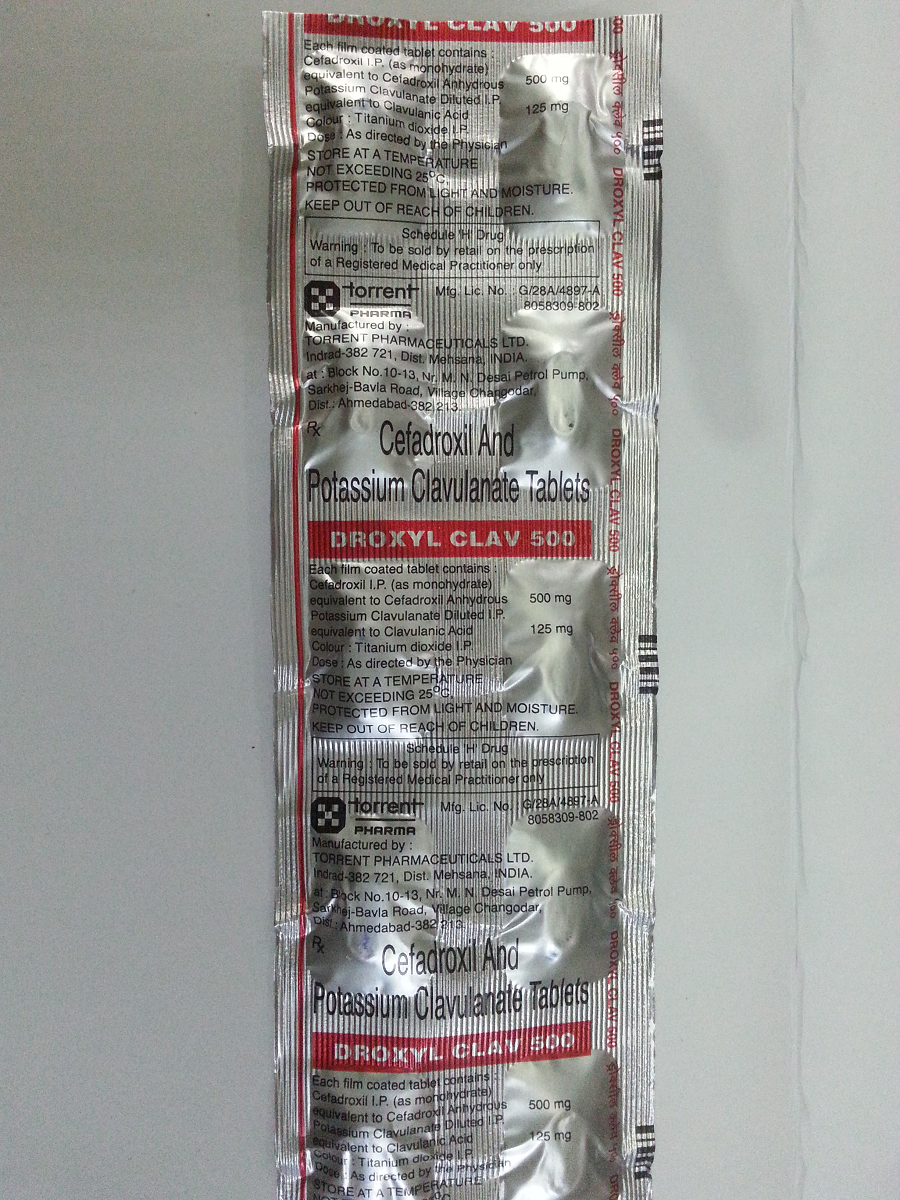 DROXYL CLAV 500
Each film coated tablet contains :
Cefadroxil I.P. (as monohydrate)
equivalent to Cefadroxil Anhydrous 500 mg
Potassium Clavulanate Diluted I.P.
equivalent to Clavulanic Acid 125 mg
Colour : Titanium dioxide I.P.
Dose : As directed by the Physician
STORE AT A TEMPERATURE
NOT EXCEEDING 25°C,
PROTECTED FROM LIGHT AND MOISTURE.
KEEP OUT OF REACH OF CHILDREN.
Schedule 'H' Drug
Warning : To be sold by retail on the prescription
of a Registered Medical Practitioner only
torrent Mfg. Lic. No. : G/28A/4897-A
PHARMA 8058309-802
Manufactured by :
TORRENT PHARMACEUTICALS LTD.
Indrad-382 721, Dist. Mehsana, INDIA.
at : Block No.10-13, Nr. M. N. Desai Petrol Pump,
Sarkhej-Bavla Road, Village Changodar,
Dist.: Ahmedabad-382 213.
Rx Cefadroxil And
Potassium Clavulanate Tablets
DROXYL CLAV 500
Each film coated tablet contains :
Cefadroxil I.P. (as monohydrate)
equivalent to Cefadroxil Anhydrous 500 mg
Potassium Clavulanate Diluted I.P.
equivalent to Clavulanic Acid 125 mg
Colour : Titanium dioxide I.P.
Dose : As directed by the Physician
STORE AT A TEMPERATURE
NOT EXCEEDING 25°C,
PROTECTED FROM LIGHT AND MOISTURE.
KEEP OUT OF REACH OF CHILDREN.
Schedule 'H' Drug
Warning : To be sold by retail on the prescription
of a Registered Medical Practitioner only
torrent Mfg. Lic. No. : G/28A/4897-A
PHARMA 8058309-802
Manufactured by :
TORRENT PHARMACEUTICALS LTD.
Indrad-382 721, Dist. Mehsana, INDIA.
at : Block No.10-13, Nr. M. N. Desai Petrol Pump,
Sarkhej-Bavla Road, Village Changodar,
Dist.: Ahmedabad-382 213.
Rx Cefadroxil And
Potassium Clavulanate Tablets
DROXYL CLAV 500
Each film coated tablet contains
Cefadroxil I.P. (as monohydrate)
equivalent to Cefadroxil Anhydrous 500 mg
Potassium Clavulanate Diluted I.P.
equivalent to Clavulanic Acid 125 mg
Colour : Titanium dioxide I.P.
Dose : As directed by the Physician
STORE AT A TEMPERATURE
DROXYL CLAV 500
DROXYL CLAV 500
DROXYL CLAV 500
DROXYL CLAV 500